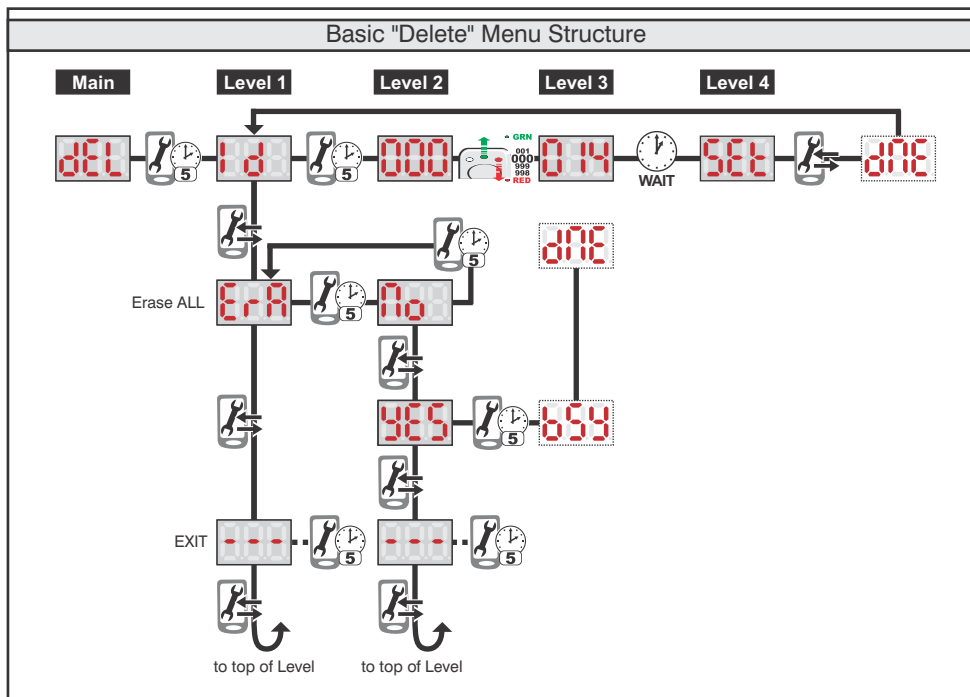 Basic "Delete" Menu Structure
Main
Level 1
Level 2
Level 3
Level 4
dEL
5
Id
5
000
GRN
001
000
999
998
RED
014
WAIT
SEt
dNE
5
dNE
Erase ALL
ErA
5
No
YES
5
bSY
EXIT
---
5
---
5
to top of Level
to top of Level